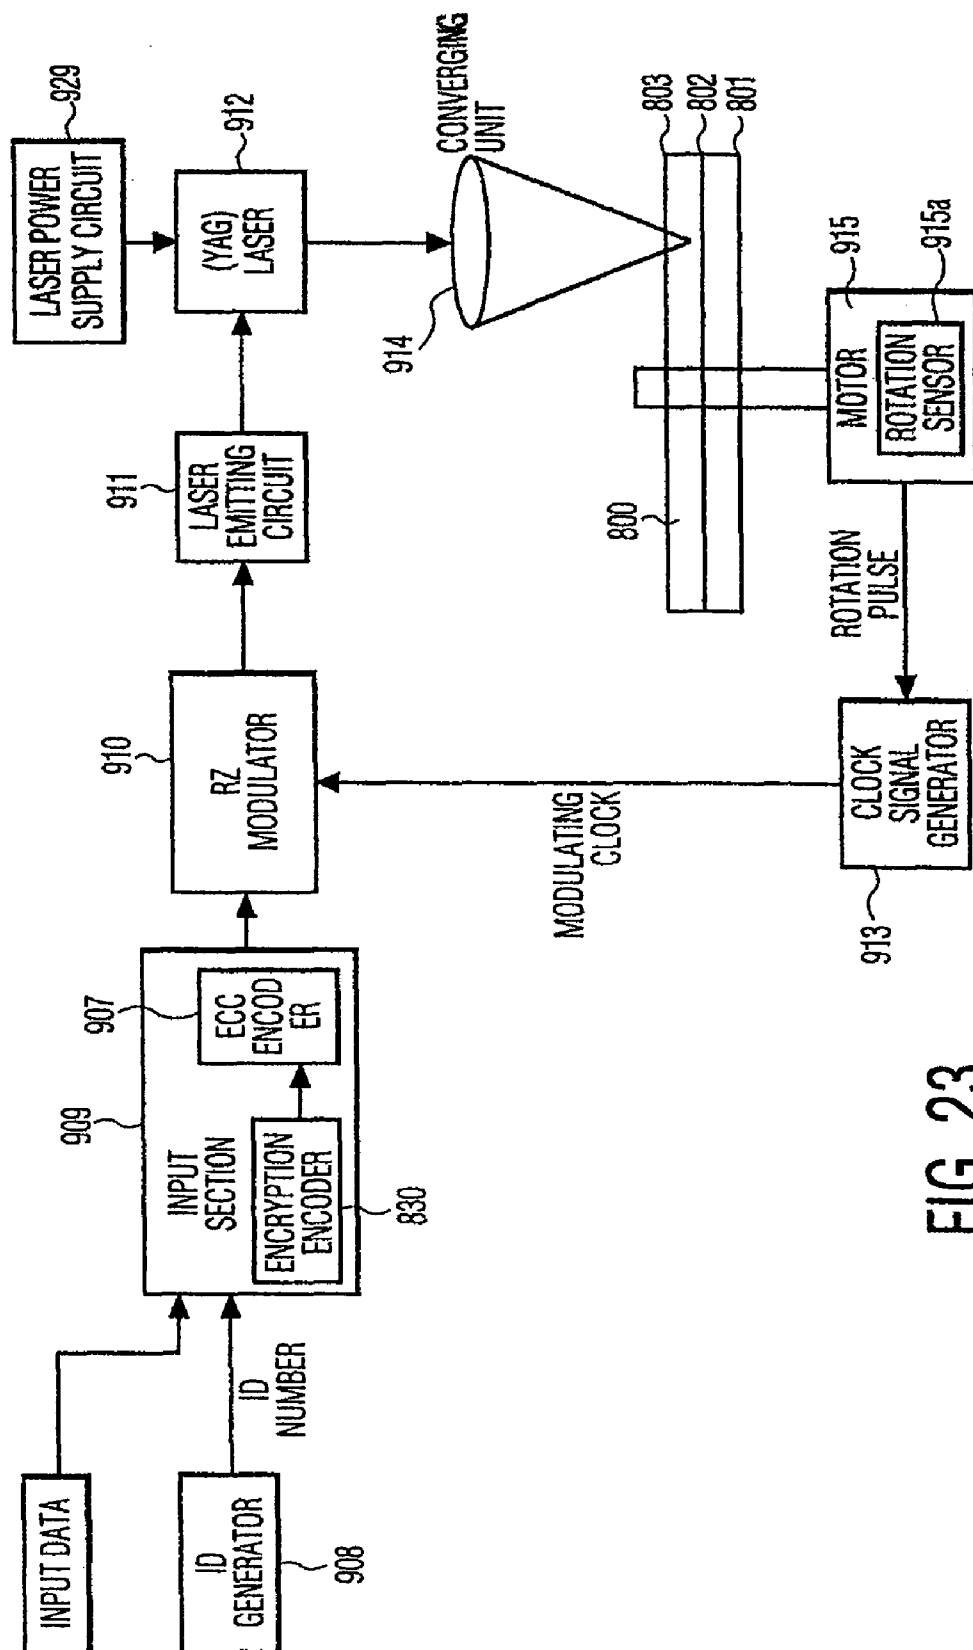 INPUT DATA
ID
GENERATOR
908
ID
NUMBER
909
INPUT
SECTION
ENCRYPTION
ENCODER
830
907
ECC
ENCOD
ER
910
RZ
MODULATOR
911
LASER
EMITTING
CIRCUIT
LASER POWER
SUPPLY CIRCUIT
929
(YAG)
LASER
912
CONVERGING
UNIT
914
800
803
802
801
MOTOR
915
ROTATION
SENSOR
915a
ROTATION
PULSE
CLOCK
SIGNAL
GENERATOR
913
MODULATING
CLOCK
FIG. 23